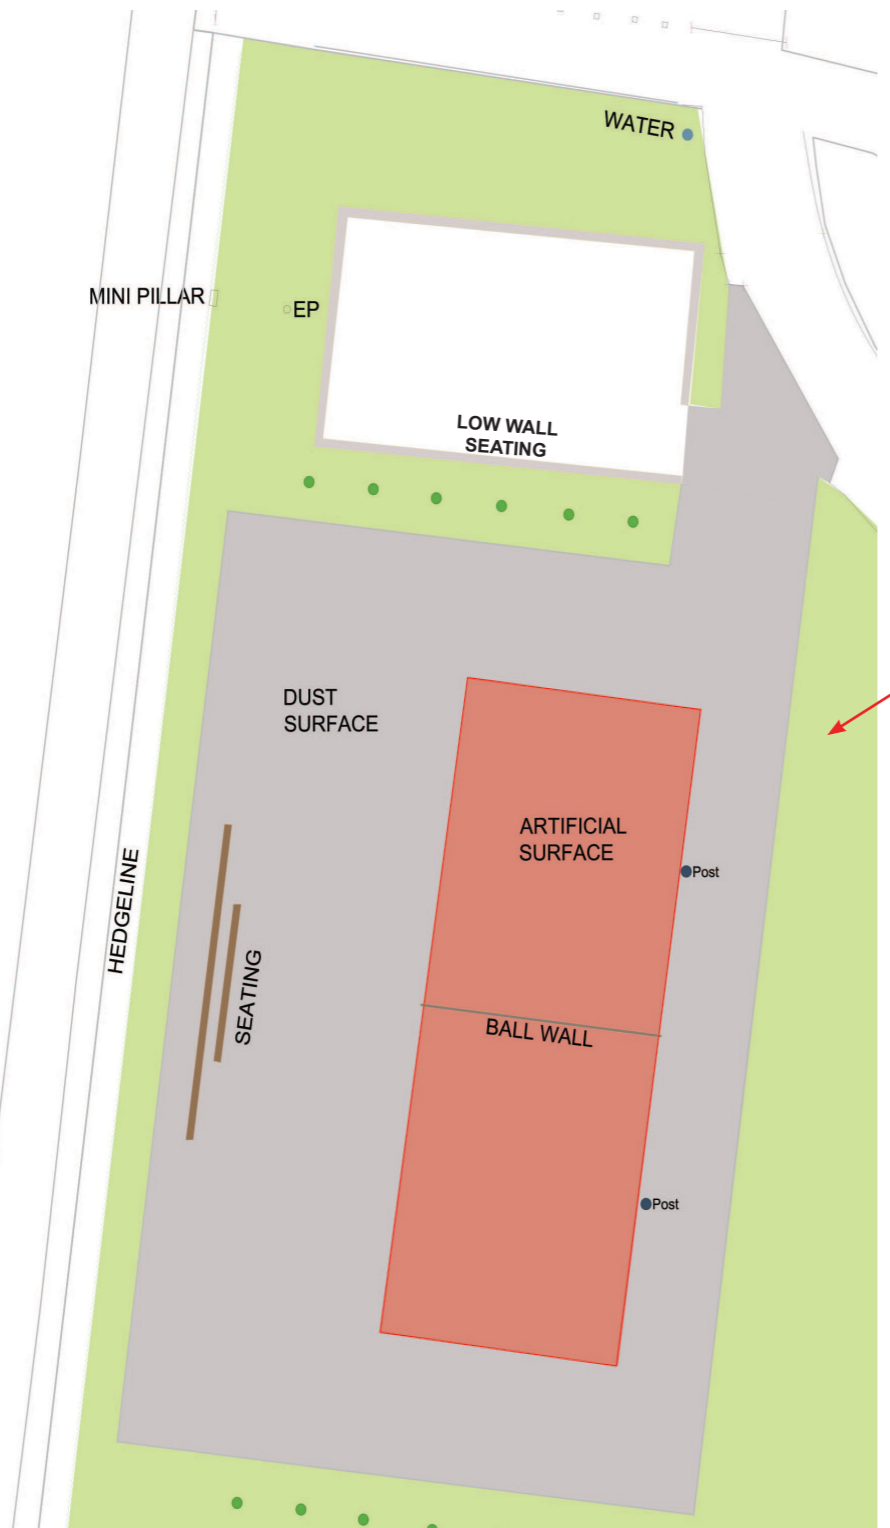 WATER
MINI PILLAR
EP
LOW WALL
SEATING
DUST
SURFACE
ARTIFICIAL
SURFACE
Post
HEDGELINE
SEATING
BALL WALL
Post